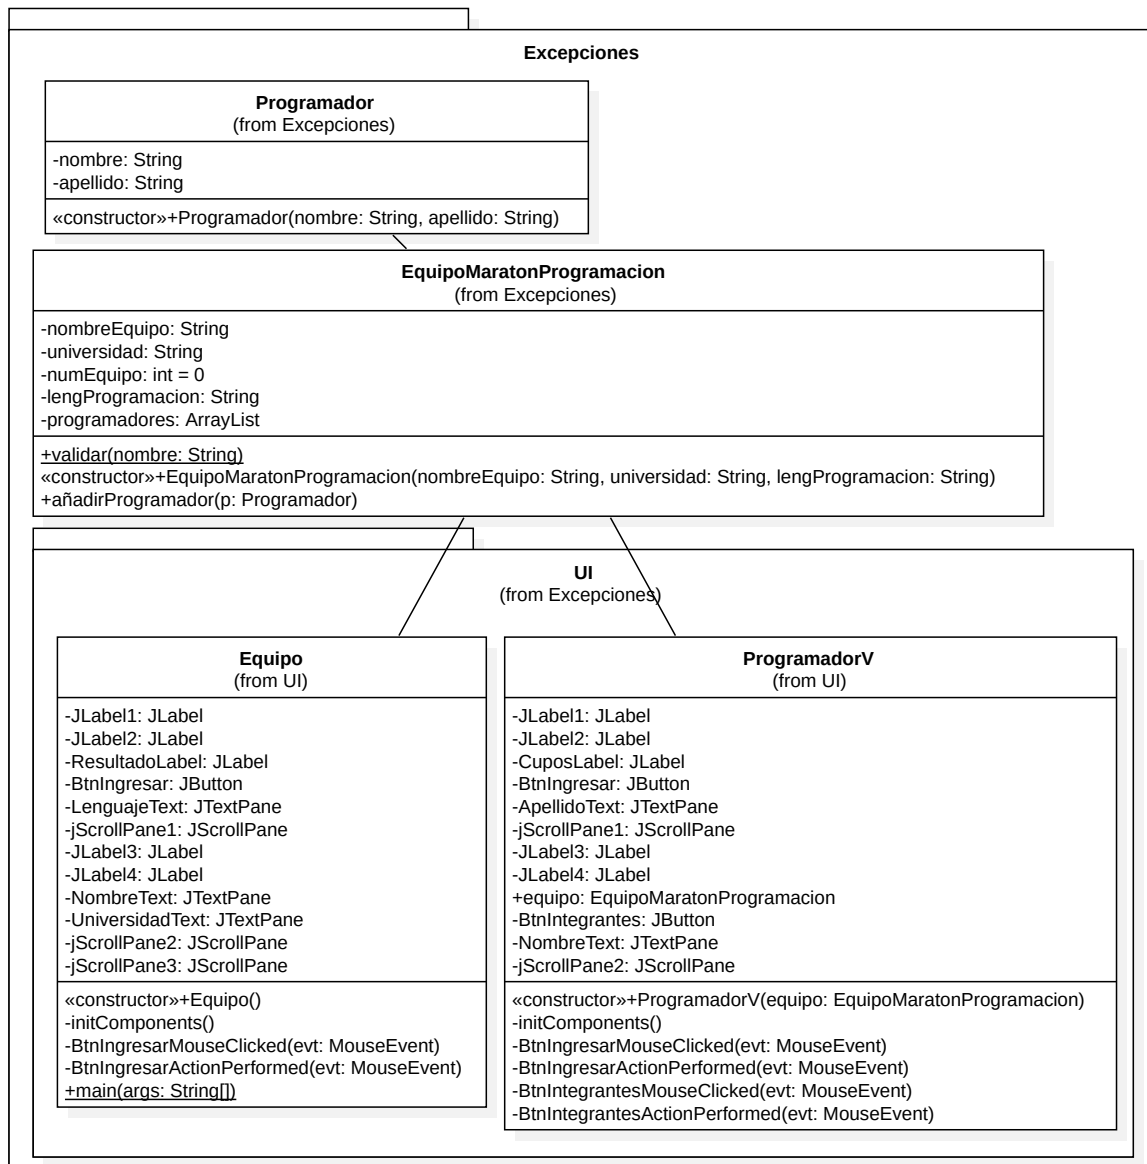 Excepciones
Programador
(from Excepciones)
-nombre: String
-apellido: String
«constructor»+Programador(nombre: String, apellido: String)
EquipoMaratonProgramacion
(from Excepciones)
-nombreEquipo: String
-universidad: String
-numEquipo: int = 0
-lengProgramacion: String
-programadores: ArrayList
+validar(nombre: String)
«constructor»+EquipoMaratonProgramacion(nombreEquipo: String, universidad: String, lengProgramacion: String)
+añadirProgramador(p: Programador)
UI
(from Excepciones)
Equipo
(from UI)
-JLabel1: JLabel
-JLabel2: JLabel
-ResultadoLabel: JLabel
-BtnIngresar: JButton
-LenguajeText: JTextPane
-jScrollPane1: JScrollPane
-JLabel3: JLabel
-JLabel4: JLabel
-NombreText: JTextPane
-UniversidadText: JTextPane
-jScrollPane2: JScrollPane
-jScrollPane3: JScrollPane
«constructor»+Equipo()
-initComponents()
-BtnIngresarMouseClicked(evt: MouseEvent)
-BtnIngresarActionPerformed(evt: MouseEvent)
+main(args: String[])
ProgramadorV
(from UI)
-JLabel1: JLabel
-JLabel2: JLabel
-CuposLabel: JLabel
-BtnIngresar: JButton
-ApellidoText: JTextPane
-jScrollPane1: JScrollPane
-JLabel3: JLabel
-JLabel4: JLabel
+equipo: EquipoMaratonProgramacion
-BtnIntegrantes: JButton
-NombreText: JTextPane
-jScrollPane2: JScrollPane
«constructor»+ProgramadorV(equipo: EquipoMaratonProgramacion)
-initComponents()
-BtnIngresarMouseClicked(evt: MouseEvent)
-BtnIngresarActionPerformed(evt: MouseEvent)
-BtnIntegrantesMouseClicked(evt: MouseEvent)
-BtnIntegrantesActionPerformed(evt: MouseEvent)